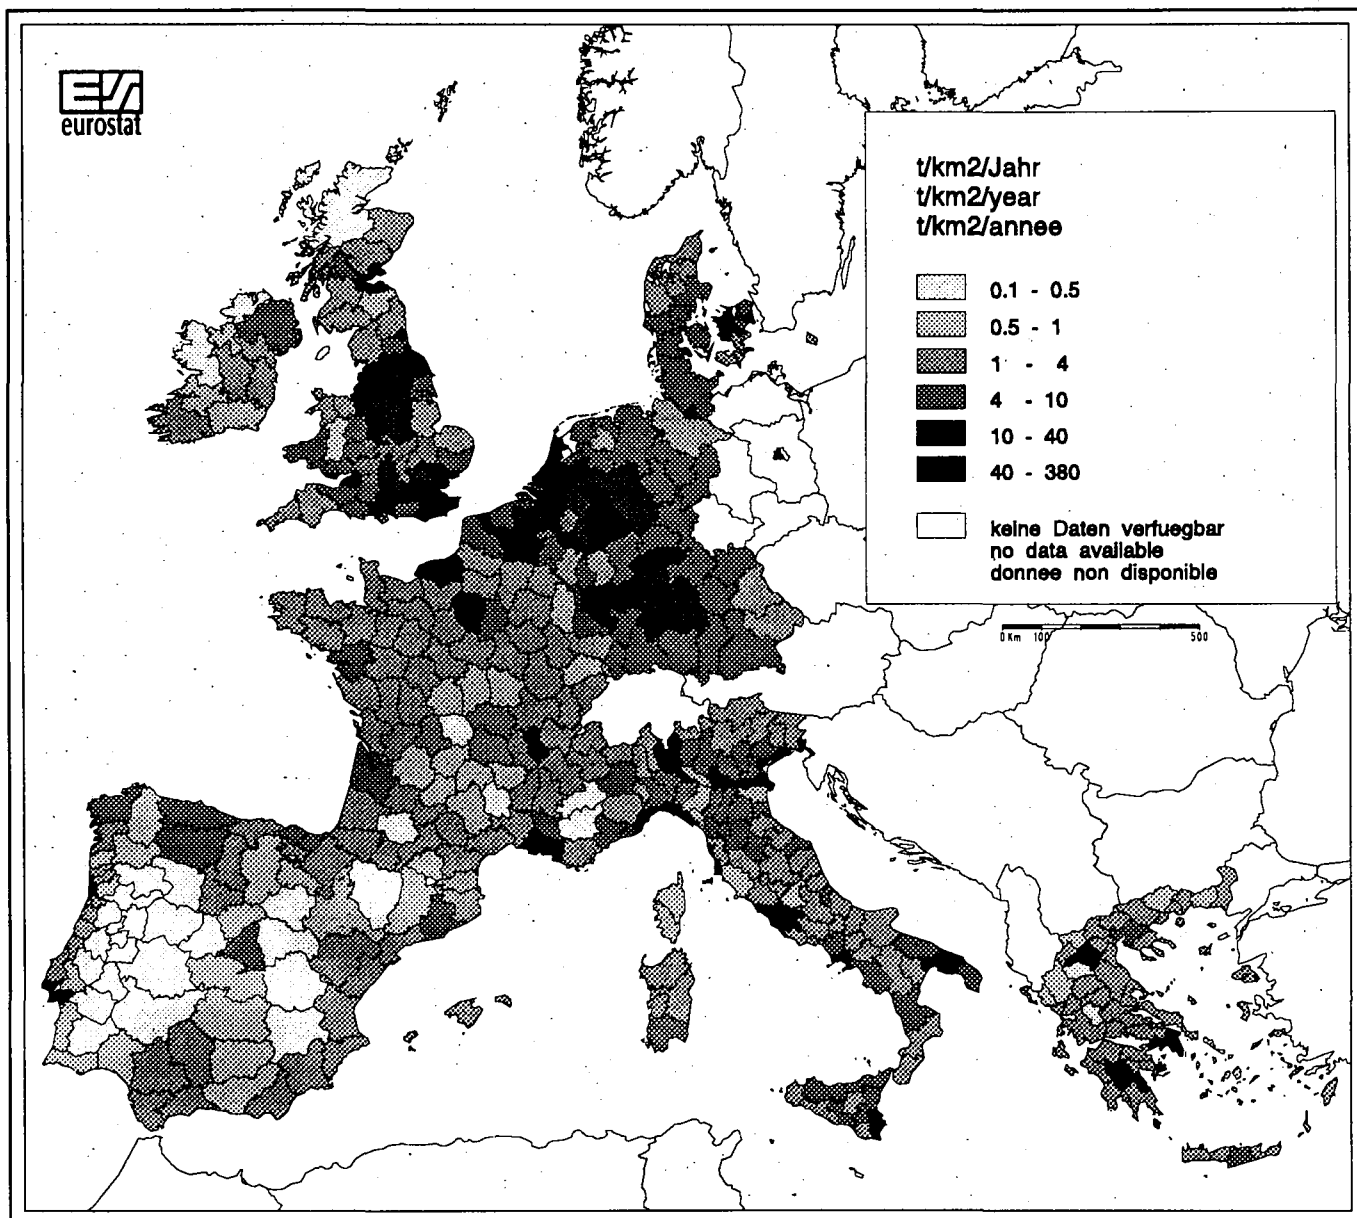 ES
eurostat
t/km2/Jahr
t/km2/year
t/km2/annee
0.1 - 0.5
0.5 - 1
1 - 4
4 - 10
10 - 40
40 - 380
keine Daten verfuegbar
no data available
donnee non disponible
0 Km 100 500